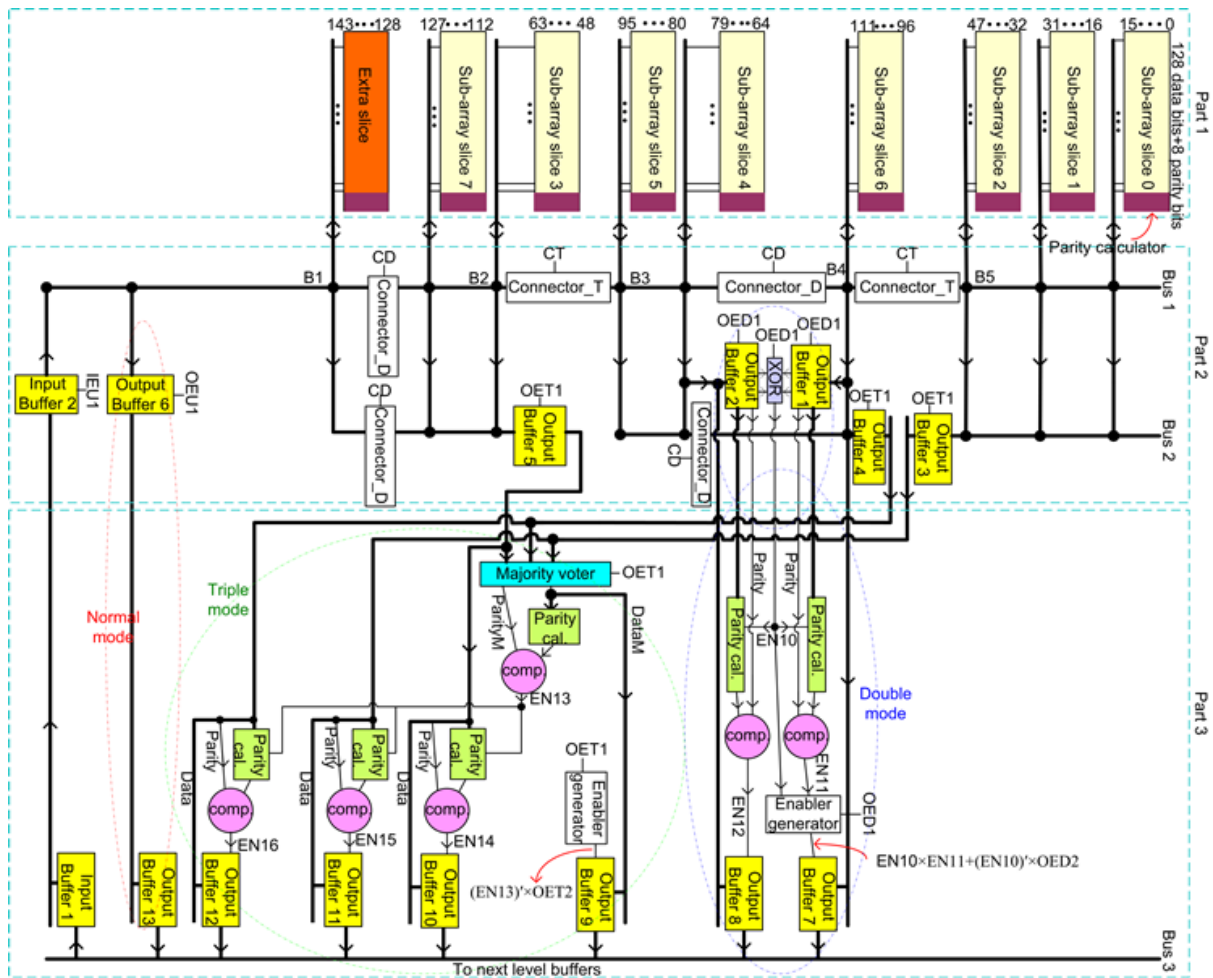 143•••128
127•••112
63••• 48
95••• 80
79•••64
111•••96
47•••32
31•••16
15•••0
Extra slice
Sub-array slice 7
Sub-array slice 3
Sub-array slice 5
Sub-array slice 4
Sub-array slice 6
Sub-array slice 2
Sub-array slice 1
Sub-array slice 0
128 data bits+8 parity bits
Part 1
Parity calculator
CD
CT
CD
CT
B1
B2
B3
B4
B5
Connector_D
Connector_T
Connector_D
Connector_T
Bus 1
Part 2
OED1
OED1
OED1
Output
Buffer 2
XOR
Output
Buffer 1
Input
Buffer 2
IEU1
Output
Buffer 6
OEU1
CD
Connector_D
OET1
Output
Buffer 5
CD
Connector_D
OET1
Output
Buffer 4
OET1
Output
Buffer 3
Bus 2
Majority voter
OET1
Triple
mode
Normal
mode
ParityM
Parity
cal.
DataM
comp.
EN13
Parity
Parity
Parity cal.
EN10
Parity cal.
Double
mode
Part 3
Parity
Parity
cal.
Parity
Parity
cal.
Parity
Parity
cal.
Data
Data
Data
comp.
comp.
comp.
EN16
EN15
EN14
OET1
Enabler
generator
comp.
comp.
EN12
EN11
Enabler
generator
OED1
EN10×EN11+(EN10)'×OED2
(EN13)'×OET2
Input
Buffer 1
Output
Buffer 13
Output
Buffer 12
Output
Buffer 11
Output
Buffer 10
Output
Buffer 9
Output
Buffer 8
Output
Buffer 7
Bus 3
To next level buffers